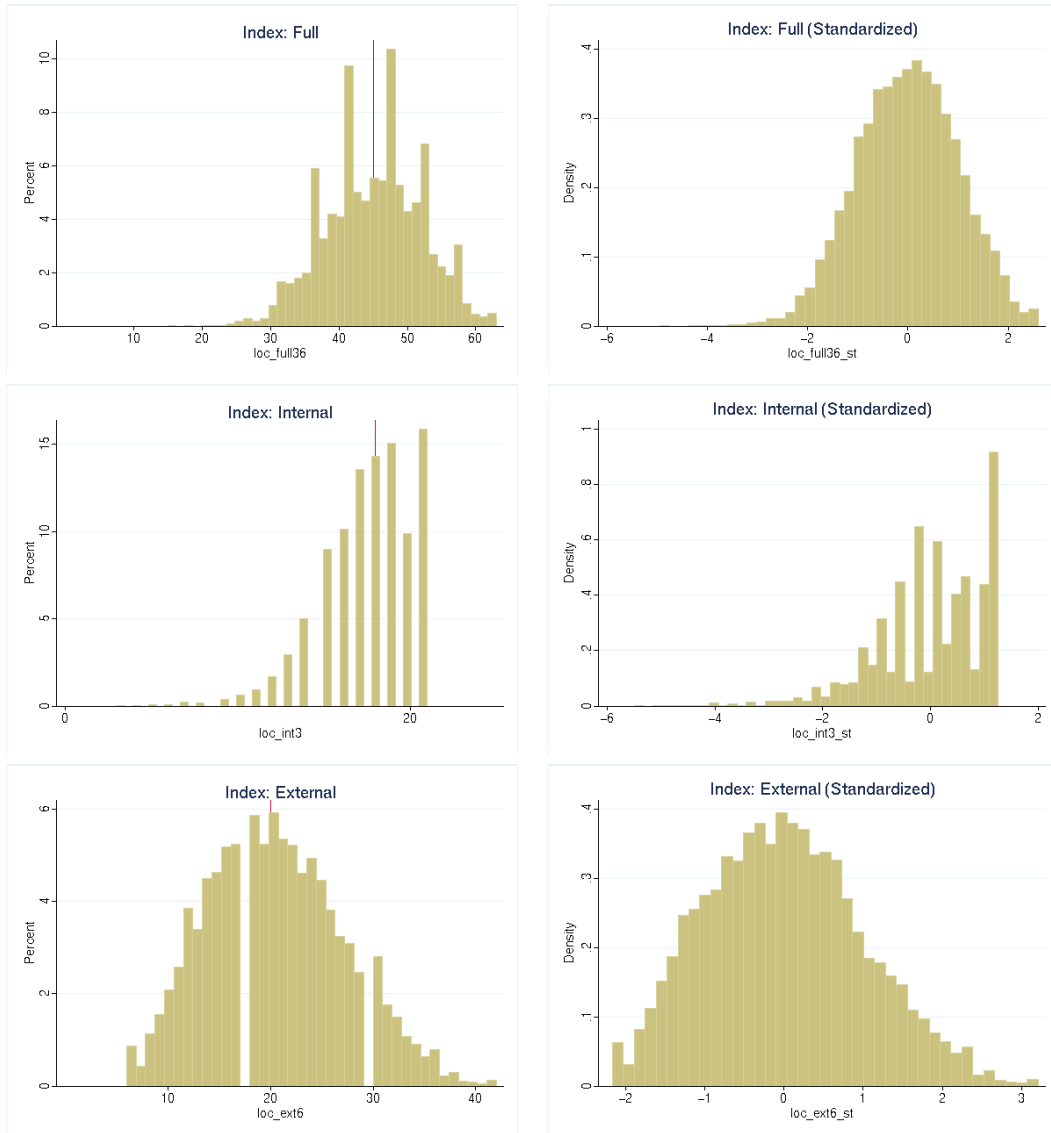 Index: Full
Percent
10
8
6
4
2
0
10 20 30 40 50 60
loc_full36
Index: Full (Standardized)
Density
.4
.3
.2
.1
0
−6 −4 −2 0 2
loc_full36_st
Index: Internal
Percent
15
10
5
0
0 20
loc_int3
Index: Internal (Standardized)
Density
1
.8
.6
.4
.2
0
−6 −4 −2 0 2
loc_int3_st
Index: External
Percent
6
4
2
0
10 20 30 40
loc_ext6
Index: External (Standardized)
Density
.4
.3
.2
.1
0
−2 −1 0 1 2 3
loc_ext6_st